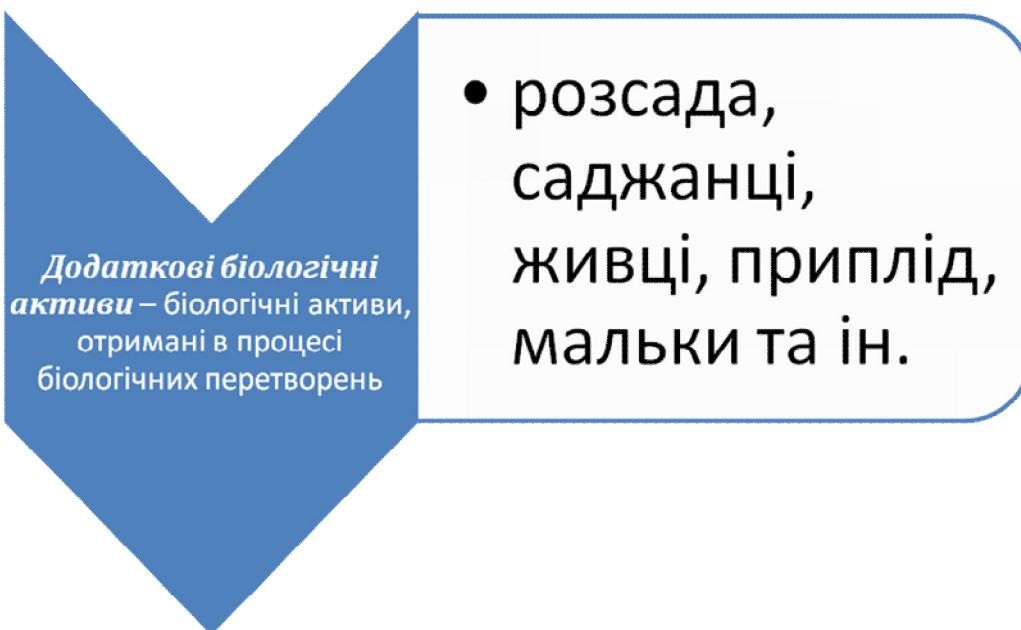 Додаткові біологічні
активи – біологічні активи,
отримані в процесі
біологічних перетворень
• розсада,
саджанці,
живці, приплід,
мальки та ін.